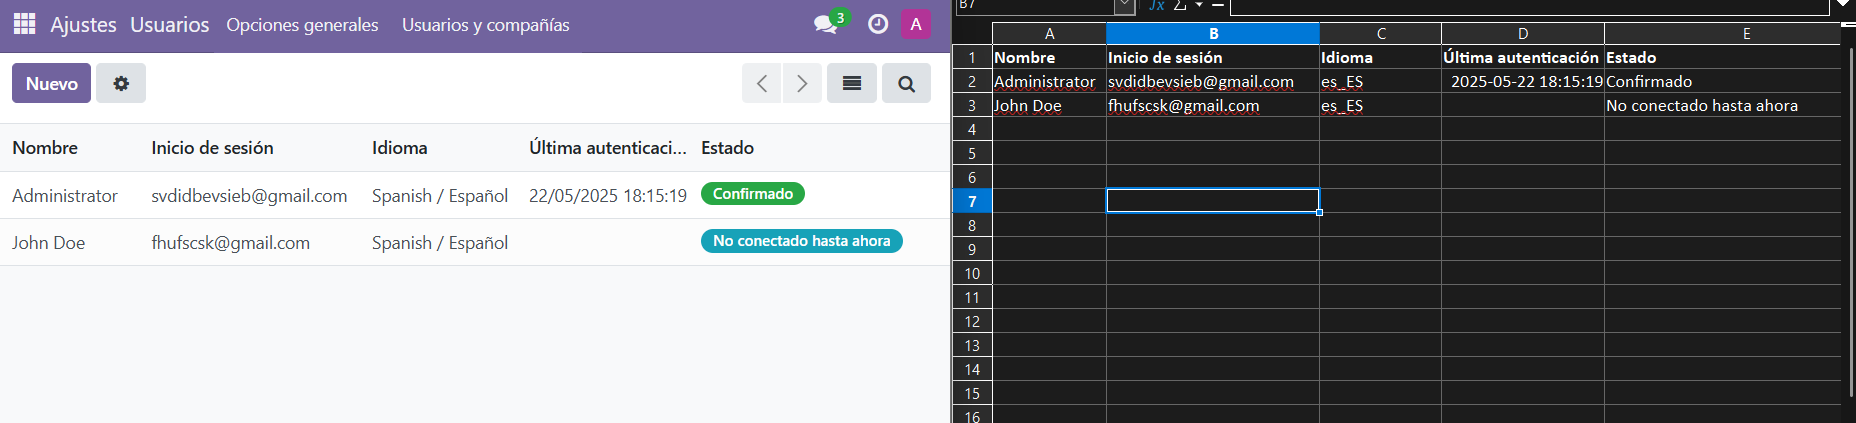 Ajustes Usuarios Opciones generales Usuarios y compañías 3 A
Nuevo
Nombre Inicio de sesión Idioma Última autenticaci... Estado
Administrator svdidbevsieb@gmail.com Spanish / Español 22/05/2025 18:15:19 Confirmado
John Doe fhufscsk@gmail.com Spanish / Español No conectado hasta ahora
B7 fx Σ
A B C D E
1 Nombre Inicio de sesión Idioma Última autenticación Estado
2 Administrator svdidbevsieb@gmail.com es_ES 2025-05-22 18:15:19 Confirmado
3 John Doe fhufscsk@gmail.com es_ES No conectado hasta ahora
4
5
6
7
8
9
10
11
12
13
14
15
16